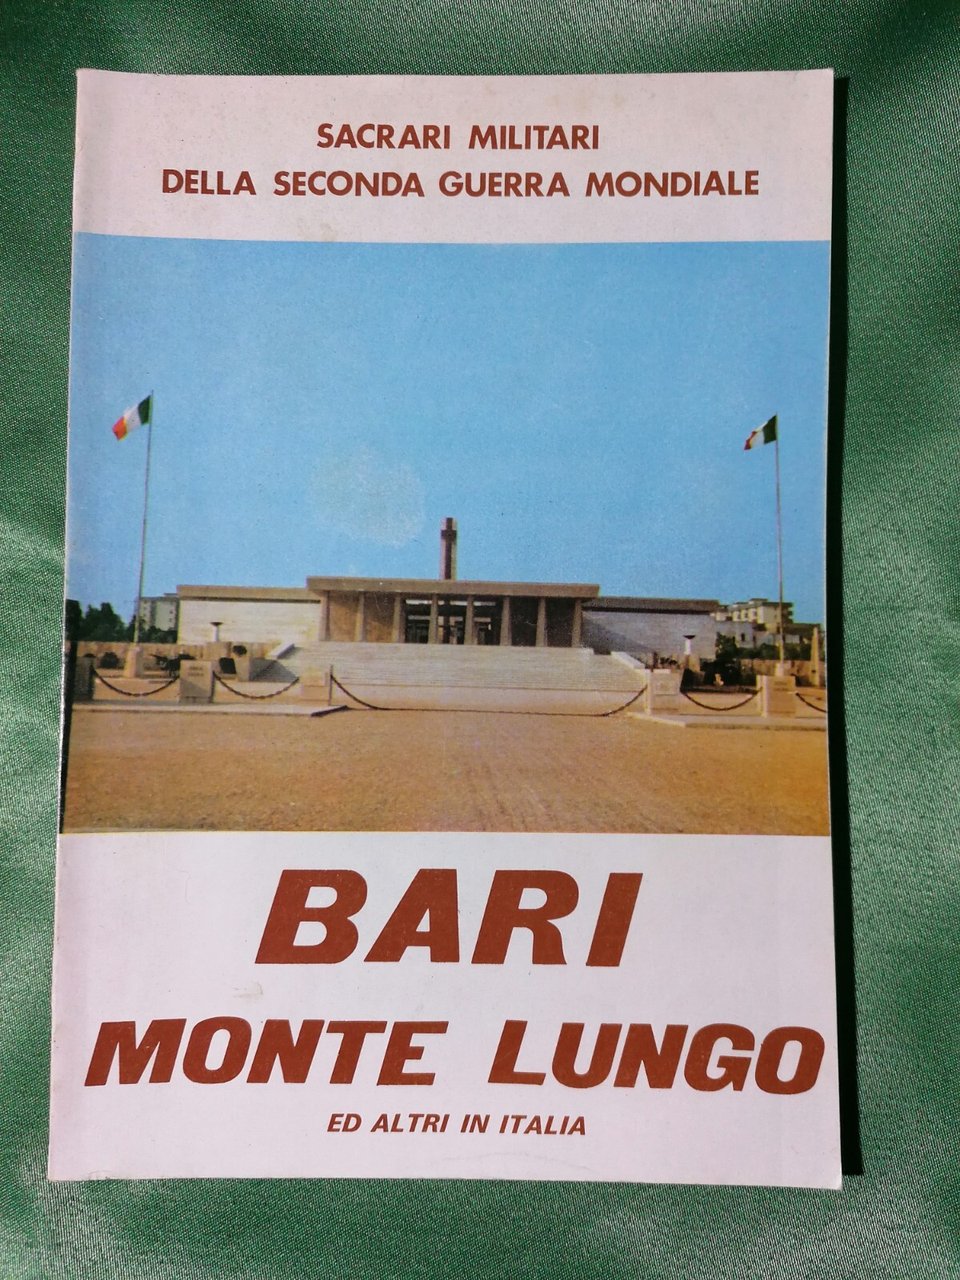 SACRARI MILITARI
DELLA SECONDA GUERRA MONDIALE
BARI
MONTE LUNGO
ED ALTRI IN ITALIA